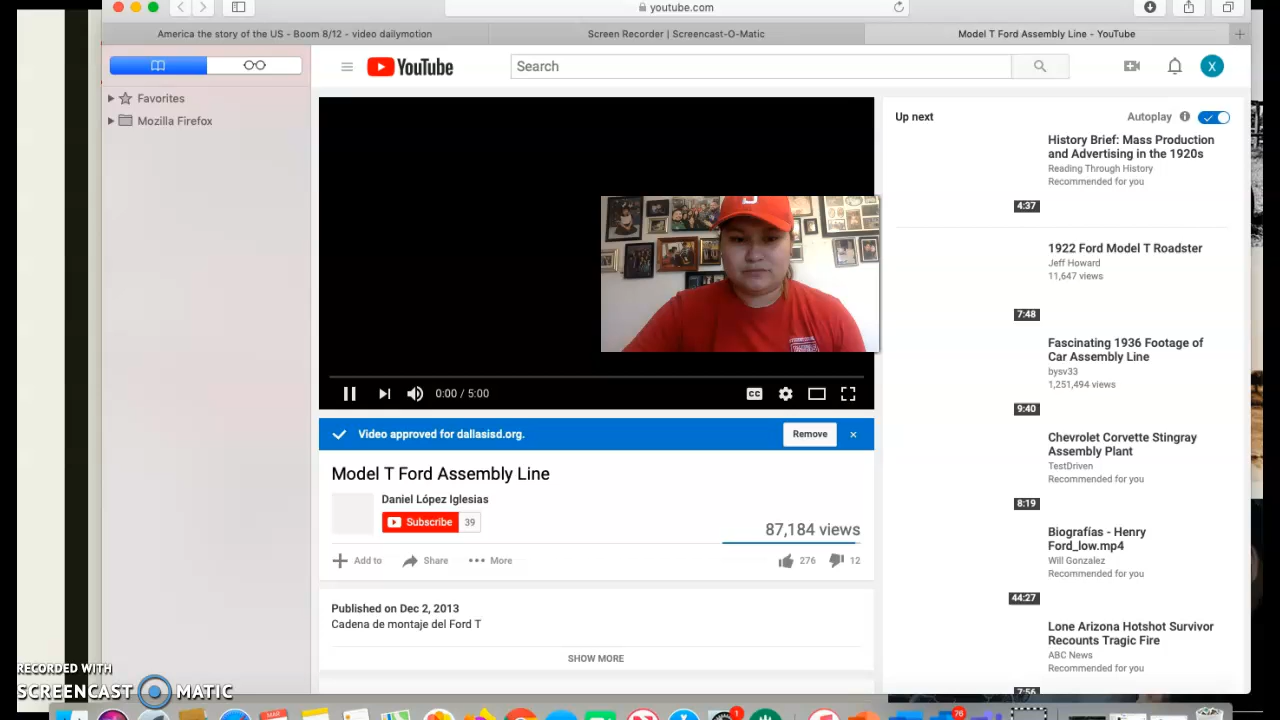 youtube.com
America the story of the US - Boom 8/12 - video dailymotion
Screen Recorder | Screencast-O-Matic
Model T Ford Assembly Line - YouTube
Favorites
Mozilla Firefox
YouTube
Search
X
0:00 / 5:00
CC
Video approved for dallasisd.org.
Remove
Model T Ford Assembly Line
Daniel López Iglesias
Subscribe 39
87,184 views
Add to
Share
More
276
12
Published on Dec 2, 2013
Cadena de montaje del Ford T
SHOW MORE
Up next
Autoplay
History Brief: Mass Production
and Advertising in the 1920s
Reading Through History
Recommended for you
4:37
1922 Ford Model T Roadster
Jeff Howard
11,647 views
7:48
Fascinating 1936 Footage of
Car Assembly Line
bysv33
1,251,494 views
9:40
Chevrolet Corvette Stingray
Assembly Plant
TestDriven
Recommended for you
8:19
Biografías - Henry
Ford_low.mp4
Will Gonzalez
Recommended for you
44:27
Lone Arizona Hotshot Survivor
Recounts Tragic Fire
ABC News
Recommended for you
7:56
RECORDED WITH
SCREENCAST MATIC
MAR
1
76